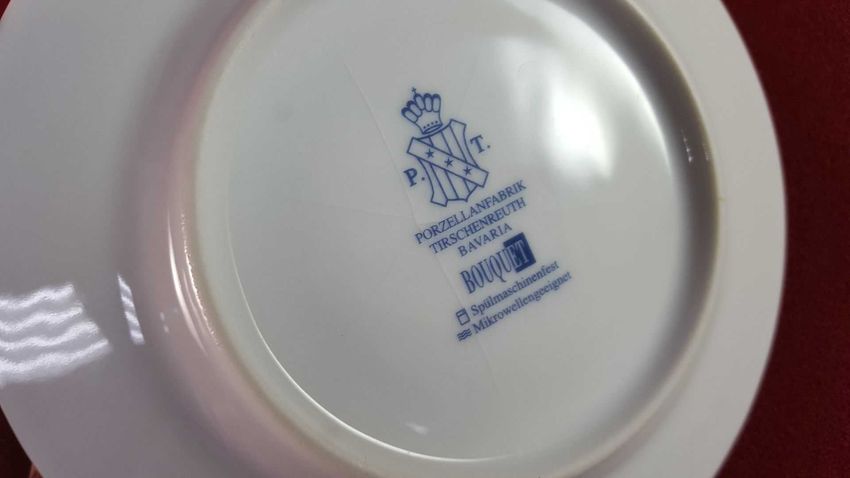 P. T.
PORZELLANFABRIK
TIRSCHENREUTH
BAVARIA
BOUQUET
Spülmaschinenfest
Mikrowellengeeignet